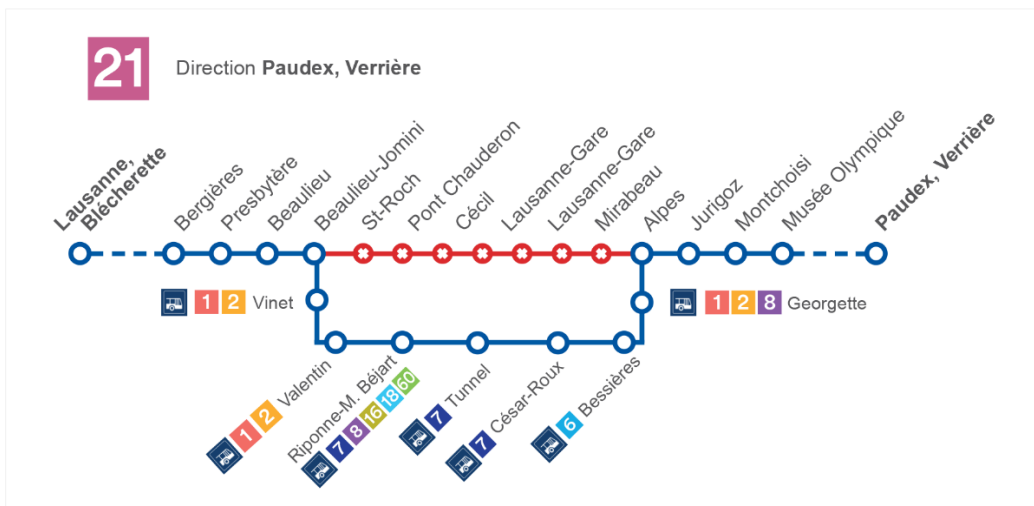 21
Direction Paudex, Verrière
Lausanne,
Blécherette
Bergières
Presbytère
Beaulieu
Beaulieu-Jomini
St-Roch
Pont Chauderon
Cécil
Lausanne-Gare
Lausanne-Gare
Mirabeau
Alpes
Jurigoz
Montchoisi
Musée Olympique
Paudex, Verrière
1 2 Vinet
1 2 8 Georgette
1 2 Valentin
Riponne-M. Béjart
7 8 16 18 60
7 Tunnel
7 César-Roux
6 Bessières